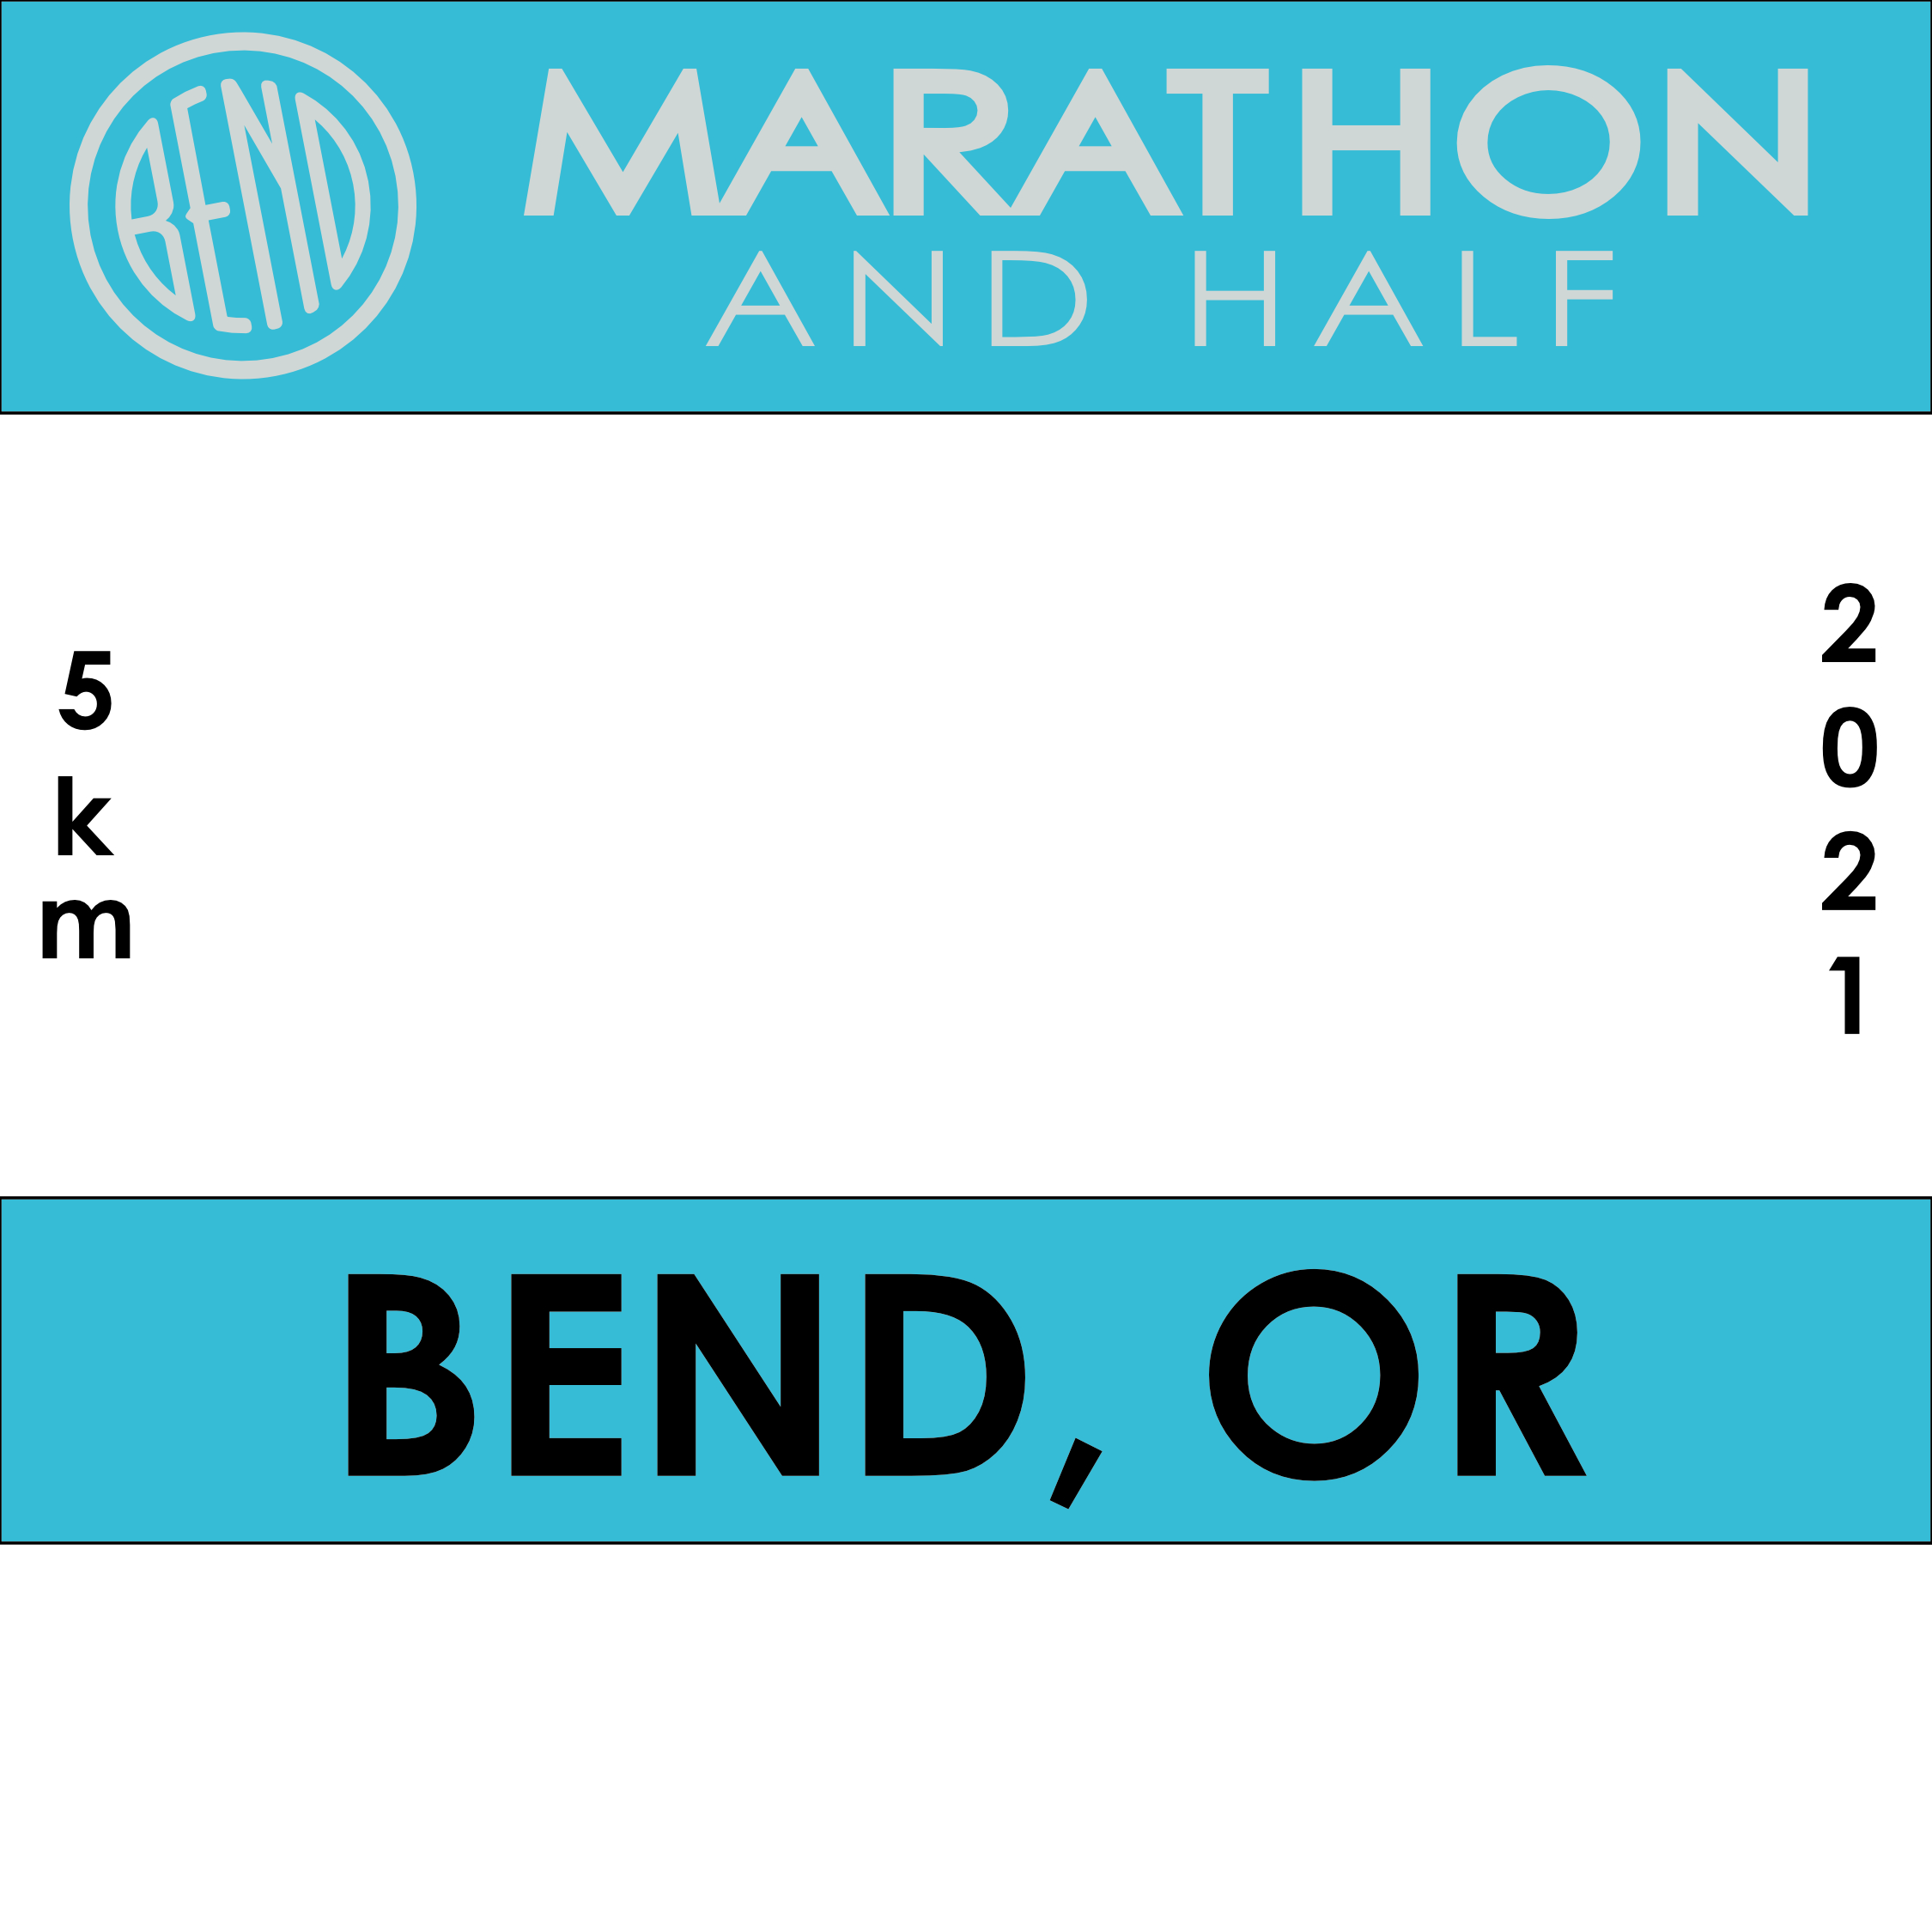 BEND
MARATHON
AND HALF
5
k
m
2
0
2
1
BEND, OR